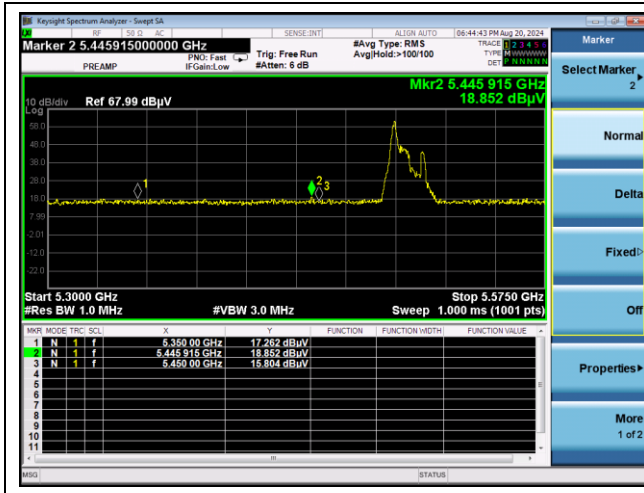 Keysight Spectrum Analyzer - Swept SA
RF 50 Ω AC SENSE:INT ALIGN AUTO 06:44:43 PM Aug 20, 2024
Marker 2 5.445915000000 GHz
PREAMP
PNO: Fast
IFGain:Low
Trig: Free Run
#Atten: 6 dB
#Avg Type: RMS
Avg|Hold:>100/100
TRACE 1 2 3 4 5 6
TYPE M WWWWW
DET P N N N N N
Mkr2 5.445 915 GHz
18.852 dBµV
10 dB/div Ref 67.99 dBµV
Log
58.0
48.0
38.0
28.0
18.0
7.99
-2.01
-12.0
-22.0
1
2
3
Start 5.3000 GHz Stop 5.5750 GHz
#Res BW 1.0 MHz #VBW 3.0 MHz Sweep 1.000 ms (1001 pts)
MKR MODE TRC SCL X Y FUNCTION FUNCTION WIDTH FUNCTION VALUE
1 N 1 f 5.350 00 GHz 17.262 dBµV
2 N 1 f 5.445 915 GHz 18.852 dBµV
3 N 1 f 5.450 00 GHz 15.804 dBµV
4
5
6
7
8
9
10
11
MSG STATUS
Marker
Select Marker
2
Normal
Delta
Fixed
Off
Properties
More
1 of 2